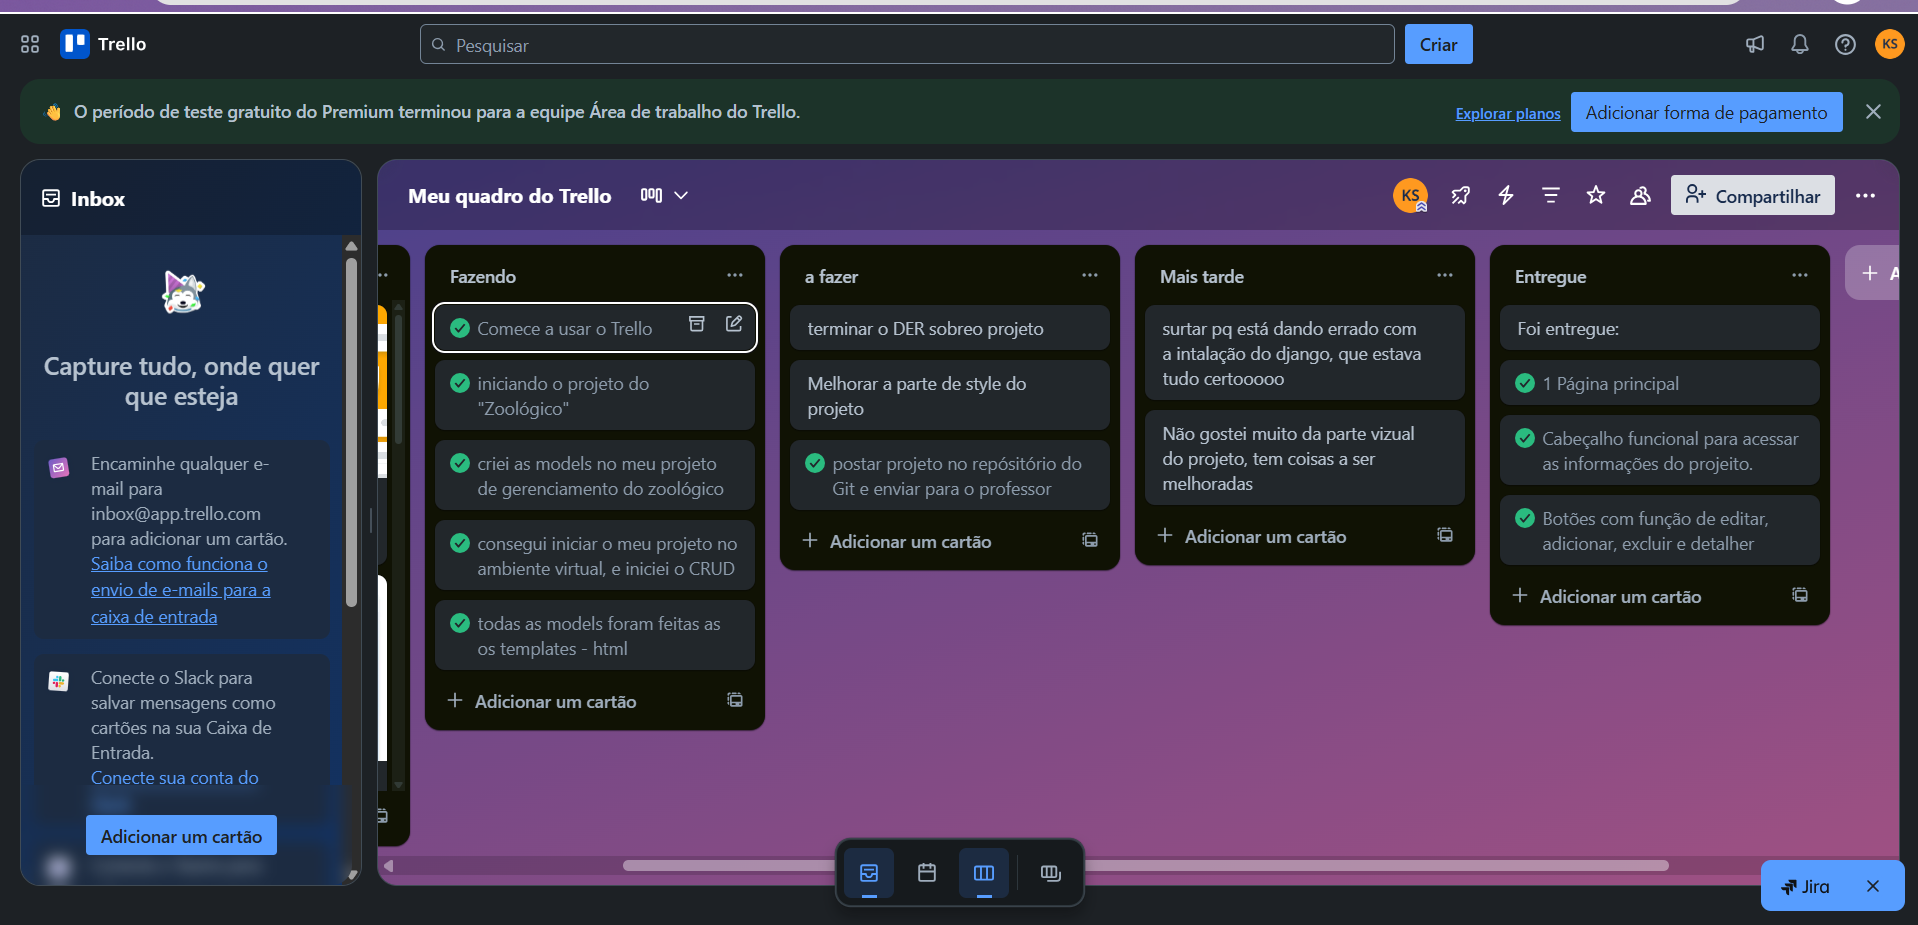 Trello
Pesquisar
Criar
KS
O período de teste gratuito do Premium terminou para a equipe Área de trabalho do Trello.
Explorar planos
Adicionar forma de pagamento
Inbox
Capture tudo, onde quer
que esteja
Encaminhe qualquer e-
mail para
inbox@app.trello.com
para adicionar um cartão.
Saiba como funciona o
envio de e-mails para a
caixa de entrada
Conecte o Slack para
salvar mensagens como
cartões na sua Caixa de
Entrada.
Conecte sua conta do
Adicionar um cartão
Meu quadro do Trello
KS
Compartilhar
Fazendo
Comece a usar o Trello
iniciando o projeto do
"Zoológico"
criei as models no meu projeto
de gerenciamento do zoológico
consegui iniciar o meu projeto no
ambiente virtual, e iniciei o CRUD
todas as models foram feitas as
os templates - html
Adicionar um cartão
a fazer
terminar o DER sobreo projeto
Melhorar a parte de style do
projeto
postar projeto no repósitório do
Git e enviar para o professor
Adicionar um cartão
Mais tarde
surtar pq está dando errado com
a intalação do django, que estava
tudo certooooo
Não gostei muito da parte vizual
do projeto, tem coisas a ser
melhoradas
Adicionar um cartão
Entregue
Foi entregue:
1 Página principal
Cabeçalho funcional para acessar
as informações do projeito.
Botões com função de editar,
adicionar, excluir e detalher
Adicionar um cartão
Jira